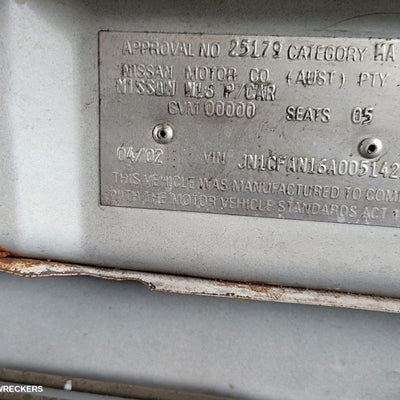 APPROVAL NO 25179 CATEGORY MA
NISSAN MOTOR CO (AUST) PTY
NISSAN N16 P CAR
GVM 00000 SEATS 05
04/02 VIN JN1CFAN16A005142
THIS VEHICLE WAS MANUFACTURED TO COM
WITH THE MOTOR VEHICLE STANDARDS ACT 1
WRECKERS